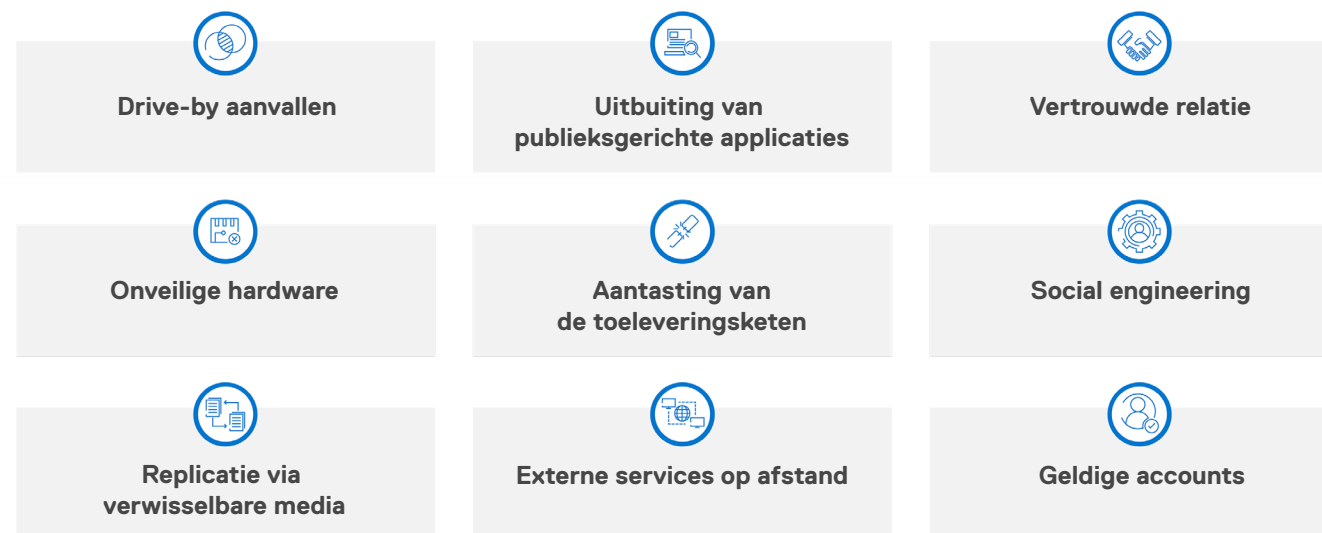 Drive-by aanvallen
Uitbuiting van
publieksgerichte applicaties
Vertrouwde relatie
Onveilige hardware
Aantasting van
de toeleveringsketen
Social engineering
Replicatie via
verwisselbare media
Externe services op afstand
Geldige accounts